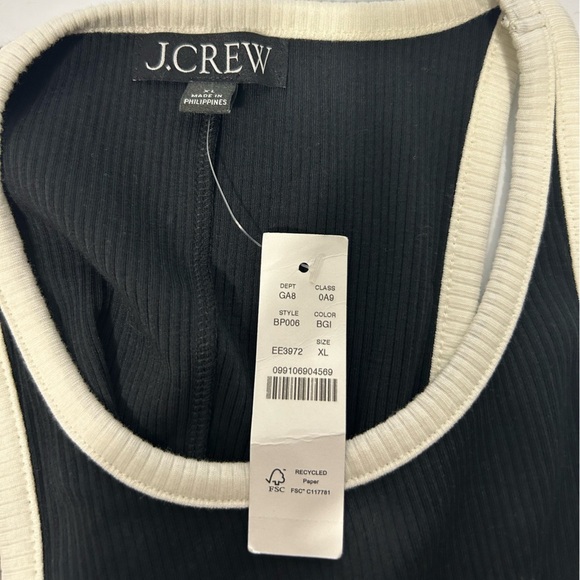 J.CREW
XL
MADE IN
PHILIPPINES
DEPT CLASS
GA8 0A9
STYLE COLOR
BP006 BGI
SIZE
EE3972 XL
099106904569
FSC
RECYCLED
Paper
FSC® C117781